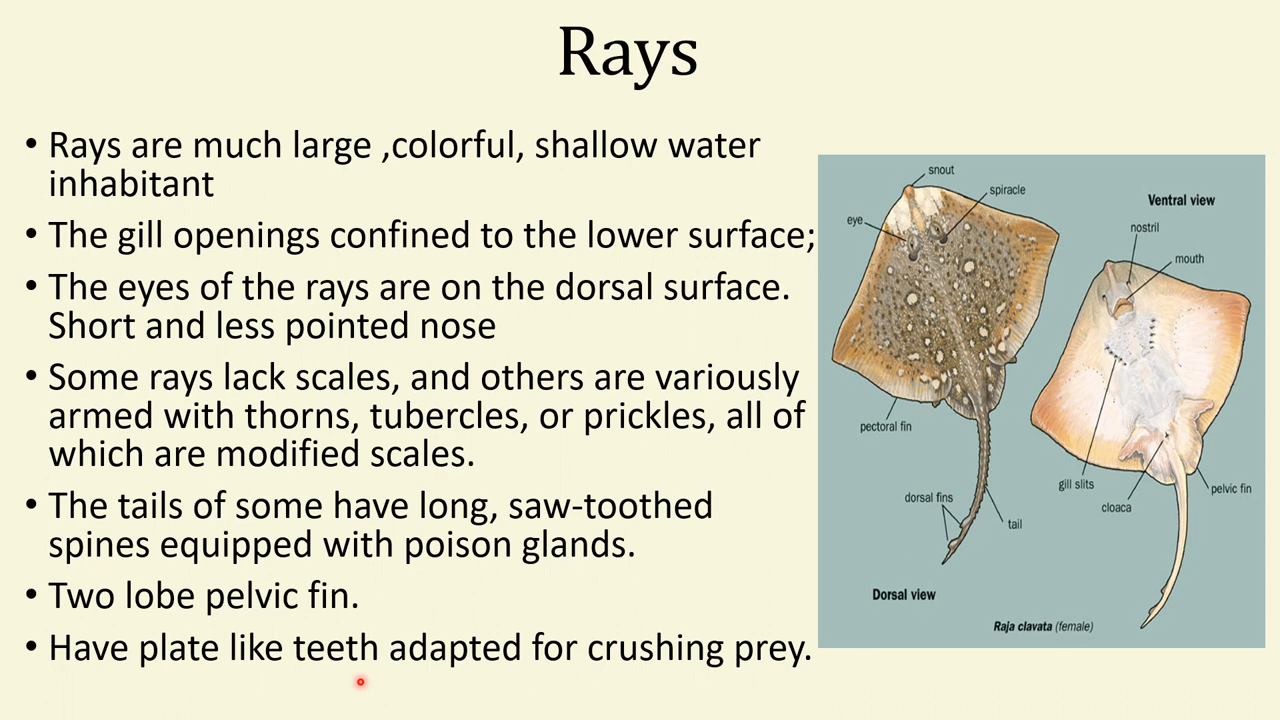 Rays
• Rays are much large ,colorful, shallow water
inhabitant
• The gill openings confined to the lower surface;
• The eyes of the rays are on the dorsal surface.
Short and less pointed nose
• Some rays lack scales, and others are variously
armed with thorns, tubercles, or prickles, all of
which are modified scales.
• The tails of some have long, saw-toothed
spines equipped with poison glands.
• Two lobe pelvic fin.
• Have plate like teeth adapted for crushing prey.
snout
spiracle
eye
pectoral fin
dorsal fins
tail
Dorsal view
Ventral view
nostril
mouth
gill slits
cloaca
pelvic fin
Raja clavata (female)